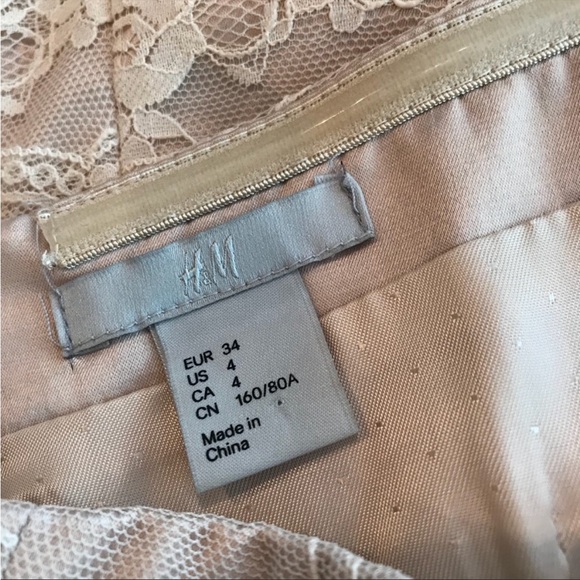 H&M
EUR 34
US 4
CA 4
CN 160/80A
Made in
China